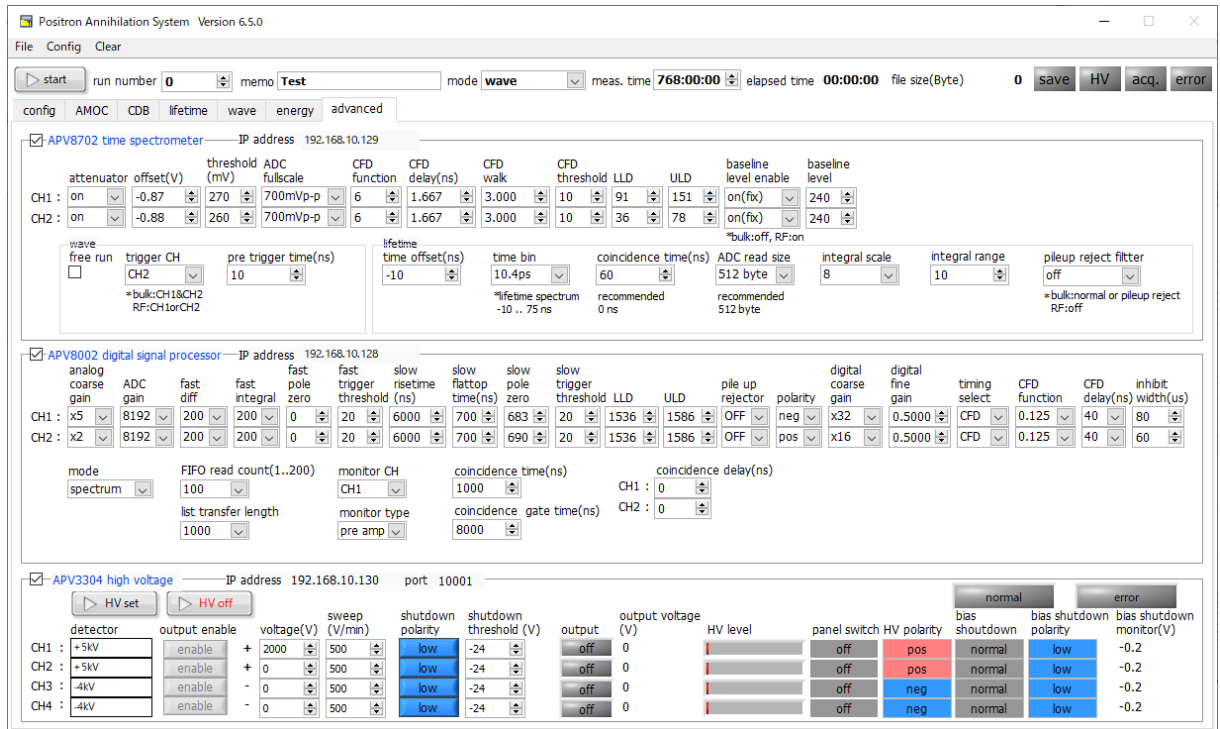 Positron Annihilation System Version 6.5.0
File Config Clear
start run number 0 memo Test mode wave meas. time 768:00:00 elapsed time 00:00:00 file size(Byte) 0 save HV acq. error
config AMOC CDB lifetime wave energy advanced
APV8702 time spectrometer IP address 192.168.10.129
threshold ADC CFD CFD CFD CFD baseline baseline
attenuator offset(V) (mV) fullscale function delay(ns) walk threshold LLD ULD level enable level
CH1 : on -0.87 270 700mVp-p 6 1.667 3.000 10 91 151 on(fix) 240
CH2 : on -0.88 260 700mVp-p 6 1.667 3.000 10 36 78 on(fix) 240
*bulk:off, RF:on
wave lifetime
free run trigger CH pre trigger time(ns) time offset(ns) time bin coincidence time(ns) ADC read size integral scale integral range pileup reject filtter
CH2 10 -10 10.4ps 60 512 byte 8 10 off
*bulk:CH1&CH2 *lifetime spectrum recommended recommended *bulk:normal or pileup reject
RF:CH1orCH2 -10 .. 75 ns 0 ns 512 byte RF:off
APV8002 digital signal processor IP address 192.168.10.128
analog fast fast slow slow slow slow digital digital
coarse ADC fast fast pole trigger risetime flattop pole trigger pile up coarse fine timing CFD CFD inhibit
gain gain diff integral zero threshold (ns) time(ns) zero threshold LLD ULD rejector polarity gain gain select function delay(ns) width(us)
CH1 : x5 8192 200 200 0 20 6000 700 683 20 1536 1586 OFF neg x32 0.5000 CFD 0.125 40 80
CH2 : x2 8192 200 200 0 20 6000 700 690 20 1536 1586 OFF pos x16 0.5000 CFD 0.125 40 60
mode FIFO read count(1..200) monitor CH coincidence time(ns) coincidence delay(ns)
spectrum 100 CH1 1000 CH1 : 0
list transfer length monitor type coincidence gate time(ns) CH2 : 0
1000 pre amp 8000
APV3304 high voltage IP address 192.168.10.130 port 10001
HV set HV off normal error
sweep shutdown shutdown output voltage bias bias shutdown bias shutdown
detector output enable voltage(V) (V/min) polarity threshold (V) output (V) HV level panel switch HV polarity shoutdown polarity monitor(V)
CH1 : +5kV enable + 2000 500 low -24 off 0 off pos normal low -0.2
CH2 : +5kV enable + 0 500 low -24 off 0 off pos normal low -0.2
CH3 : -4kV enable - 0 500 low -24 off 0 off neg normal low -0.2
CH4 : -4kV enable - 0 500 low -24 off 0 off neg normal low -0.2